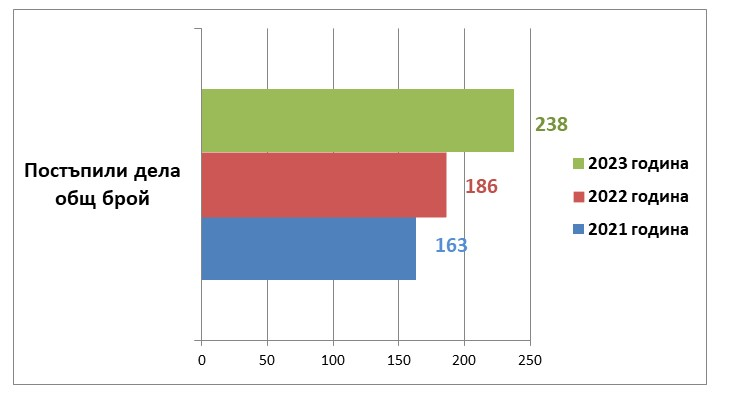 Постъпили дела
общ брой
238
186
163
0 50 100 150 200 250
2023 година
2022 година
2021 година